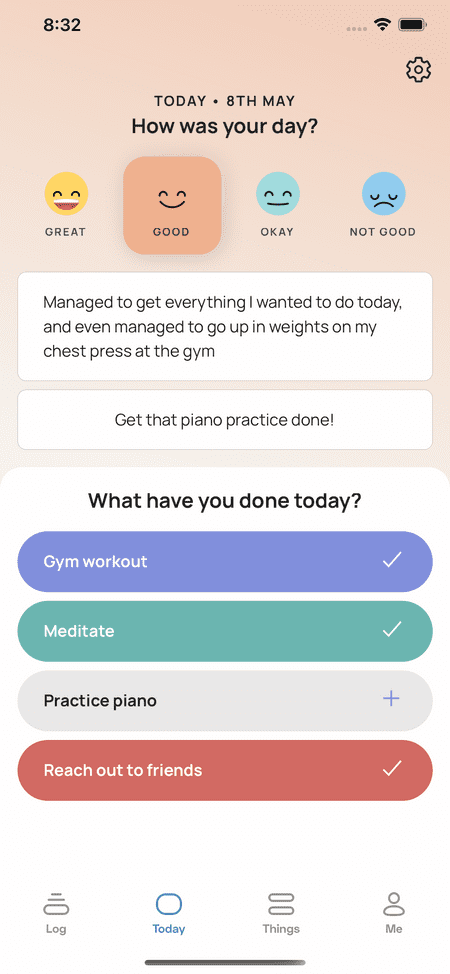 8:32
TODAY • 8TH MAY
How was your day?
GREAT
GOOD
OKAY
NOT GOOD
Managed to get everything I wanted to do today,
and even managed to go up in weights on my
chest press at the gym
Get that piano practice done!
What have you done today?
Gym workout
Meditate
Practice piano
Reach out to friends
Log
Today
Things
Me